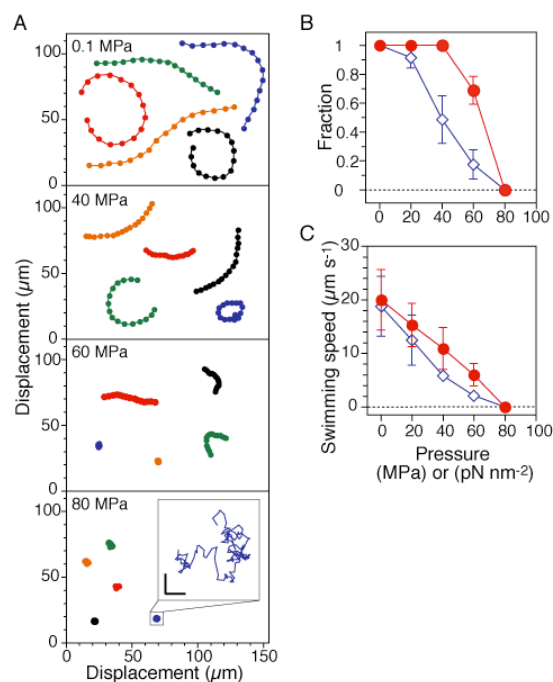 A
Displacement (µm)
0.1 MPa
100
50
0
40 MPa
100
50
0
60 MPa
100
50
0
80 MPa
100
50
0
0 50 100 150
Displacement (µm)
B
Fraction
1
0.8
0.6
0.4
0.2
0
0 20 40 60 80 100
C
Swimming speed (µm s-1)
30
20
10
0
0 20 40 60 80 100
Pressure
(MPa) or (pN nm-2)